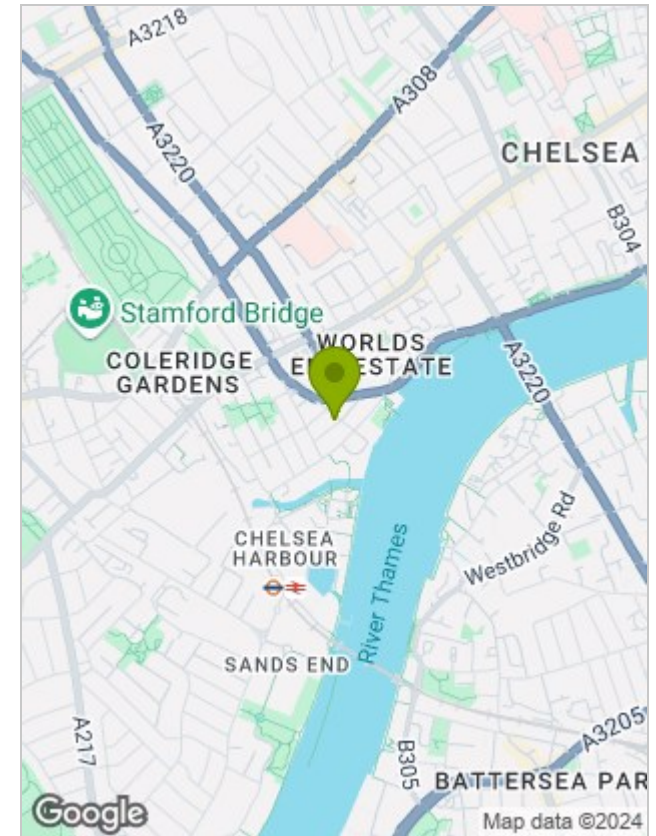 A3218
A308
A3220
CHELSEA
B304
Stamford Bridge
WORLDS
COLERIDGE
GARDENS
ESTATE
A3220
CHELSEA
HARBOUR
Westbridge Rd
River Thames
SANDS END
A217
B305
A3205
BATTERSEA PAR
Google
Map data ©2024